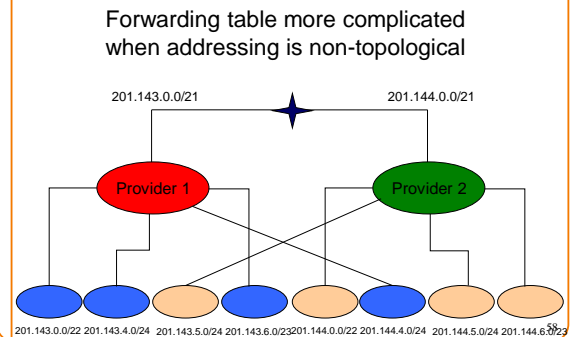 Forwarding table more complicated
when addressing is non-topological
201.143.0.0/21 201.144.0.0/21
Provider 1 Provider 2
201.143.0.0/22 201.143.4.0/24 201.143.5.0/24 201.143.6.0/23 201.144.0.0/22 201.144.4.0/24 201.144.5.0/24 201.144.6.0/23
58